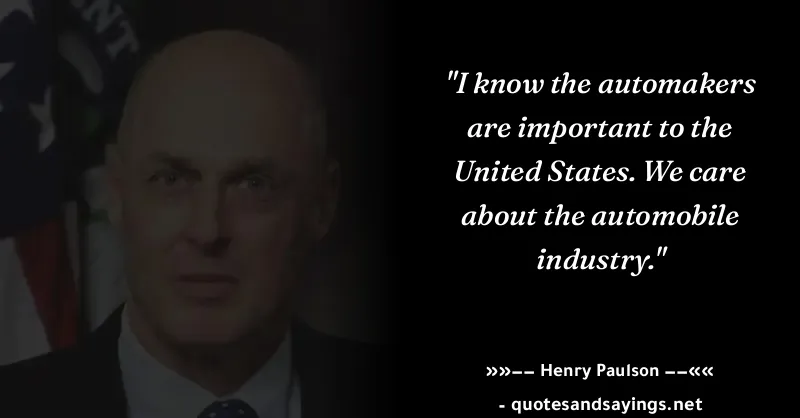 ENT
"I know the automakers
are important to the
United States. We care
about the automobile
industry."
»»–– Henry Paulson ––««
- quotesandsayings.net